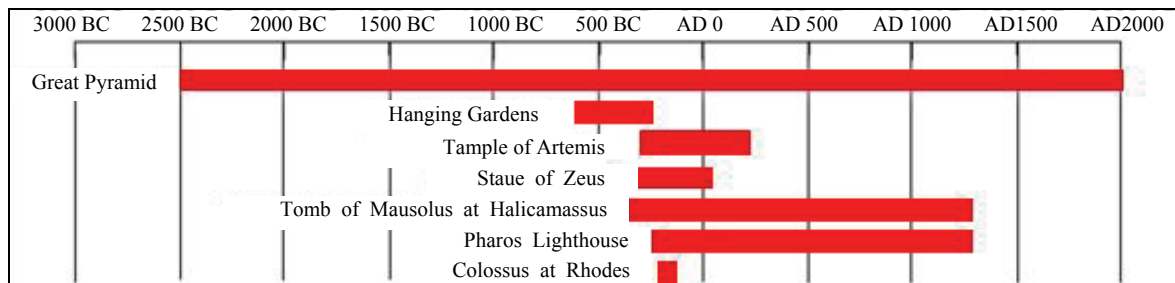 3000 BC 2500 BC 2000 BC 1500 BC 1000 BC 500 BC AD 0 AD 500 AD 1000 AD1500 AD2000
Great Pyramid
Hanging Gardens
Tample of Artemis
Staue of Zeus
Tomb of Mausolus at Halicamassus
Pharos Lighthouse
Colossus at Rhodes